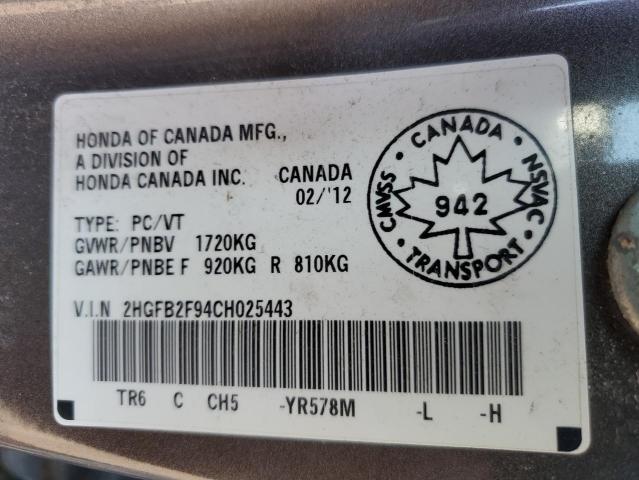 HONDA OF CANADA MFG.,
A DIVISION OF
HONDA CANADA INC. CANADA
02/'12
TYPE: PC/VT
GVWR/PNBV 1720KG
GAWR/PNBE F 920KG R 810KG
V.I.N 2HGFB2F94CH025443
TR6 C CH5 -YR578M -L -H
CANADA
CMVSS 942 NSVAC
TRANSPORT